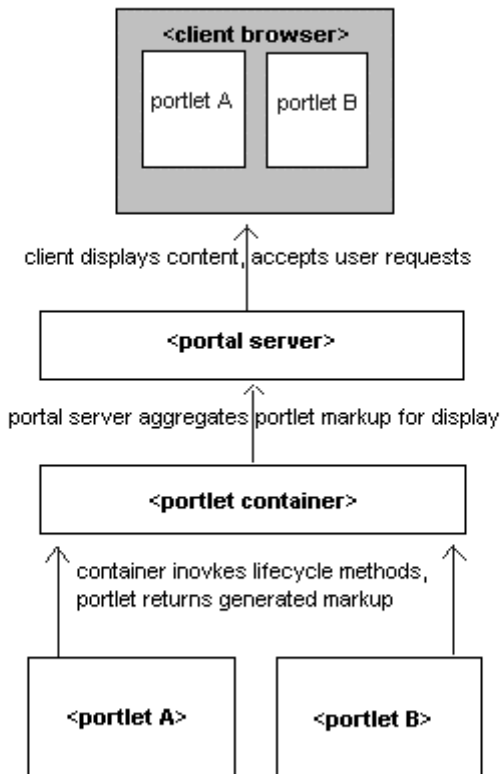 <client browser>
portlet A
portlet B
client displays content, accepts user requests
<portal server>
portal server aggregates portlet markup for display
<portlet container>
container inovkes lifecycle methods,
portlet returns generated markup
<portlet A>
<portlet B>